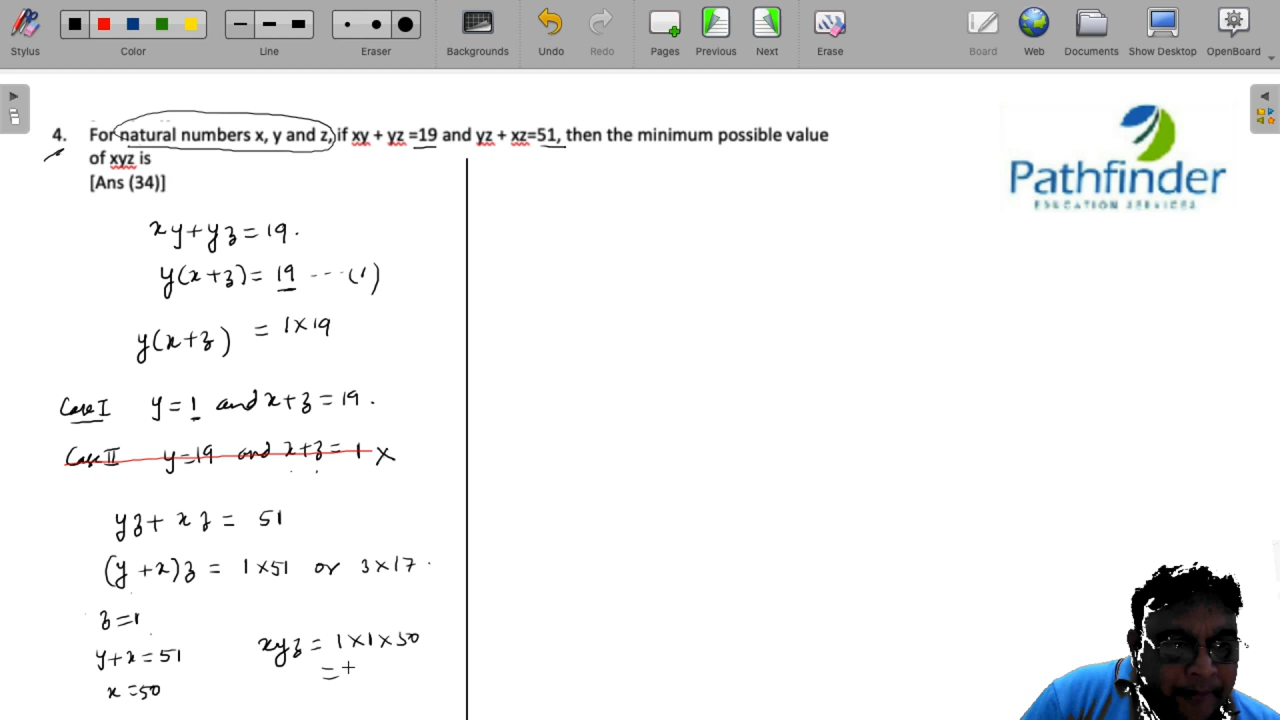 Stylus
Color
Line
Eraser
Backgrounds
Undo
Redo
Pages
Previous
Next
Erase
Board
Web
Documents
Show Desktop
OpenBoard
4. For natural numbers x, y and z, if xy + yz =19 and yz + xz=51, then the minimum possible value
of xyz is
[Ans (34)]
Pathfinder
EDUCATION SERVICES
xy+yz = 19.
y(x+z) = 19 ---(1)
y(x+z) = 1×19
Case I y = 1 and x+z = 19.
Case II y=19 and x+z = 1 ×
yz + xz = 51
(y+x)z = 1×51 or 3×17.
z=1
y+x=51
x=50
xyz = 1×1×50
=